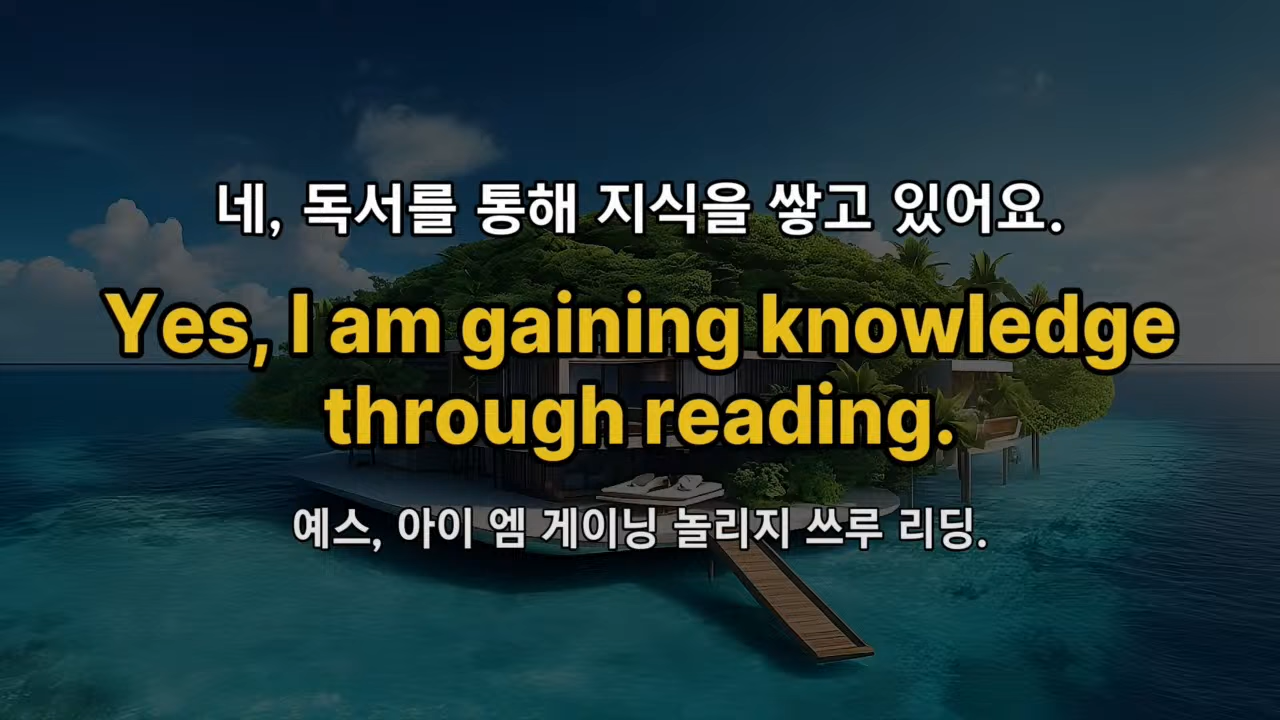 네, 독서를 통해 지식을 쌓고 있어요.
Yes, I am gaining knowledge
through reading.
예스, 아이 엠 게이닝 놀리지 쓰루 리딩.